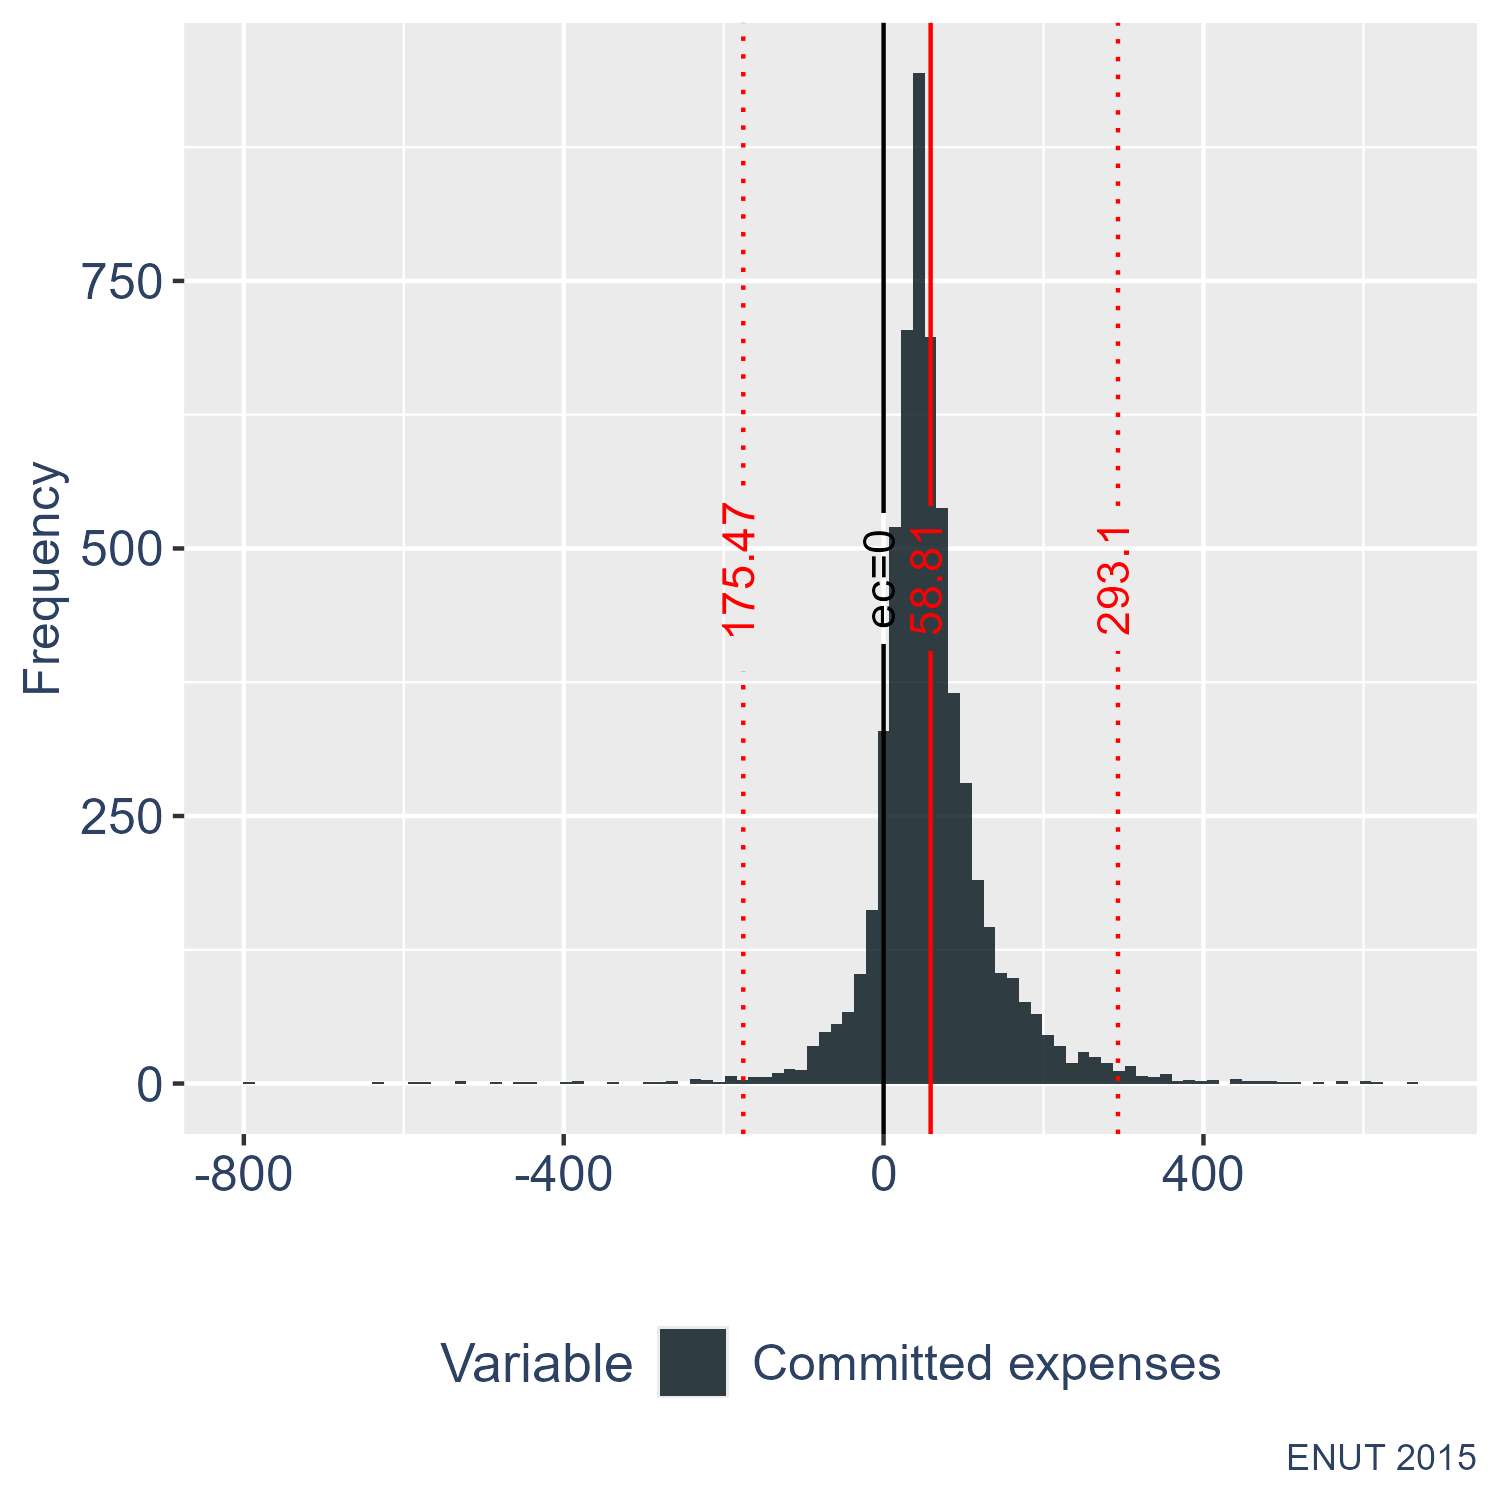 Frequency
750
500
250
0
175.47
ec=0
58.81
293.1
-800
-400
0
400
Variable
Committed expenses
ENUT 2015